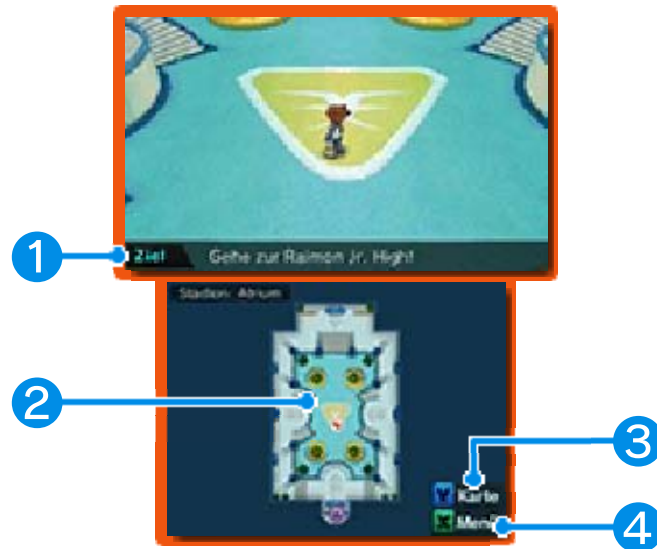 1
Ziel
Gehe zur Raimon Jr. High!
Stadion: Atrium
2
3
Y Karte
X Menü
4